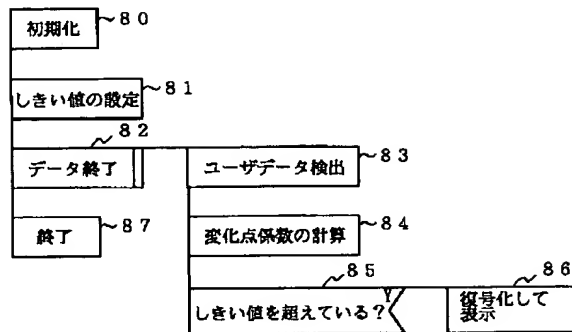 初期化
~80
しきい値の設定
~81
82
データ終了
ユーザデータ検出
~83
終了
~87
変化点係数の計算
84
85
86
しきい値を超えている?
Y
復号化して
表示